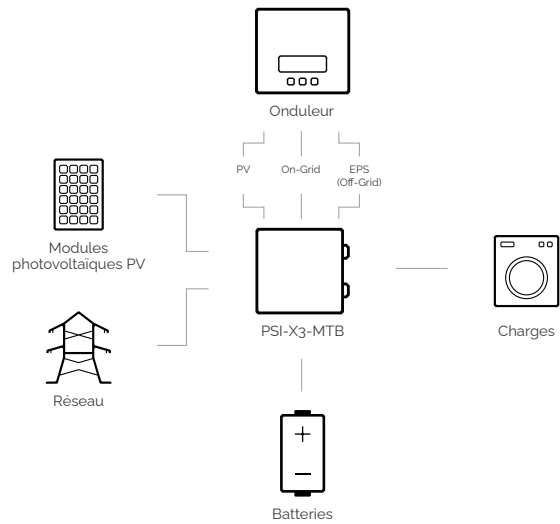 Onduleur
PV
On-Grid
EPS
(Off-Grid)
Modules
photovoltaïques PV
PSI-X3-MTB
Charges
Réseau
Batteries